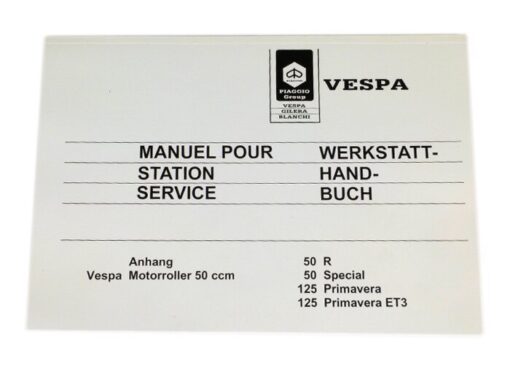 PIAGGIO
Group
VESPA
GILERA
BIANCHI
VESPA
MANUEL POUR WERKSTATT-
STATION HAND-
SERVICE BUCH
Anhang 50 R
Vespa Motorroller 50 ccm 50 Special
125 Primavera
125 Primavera ET3